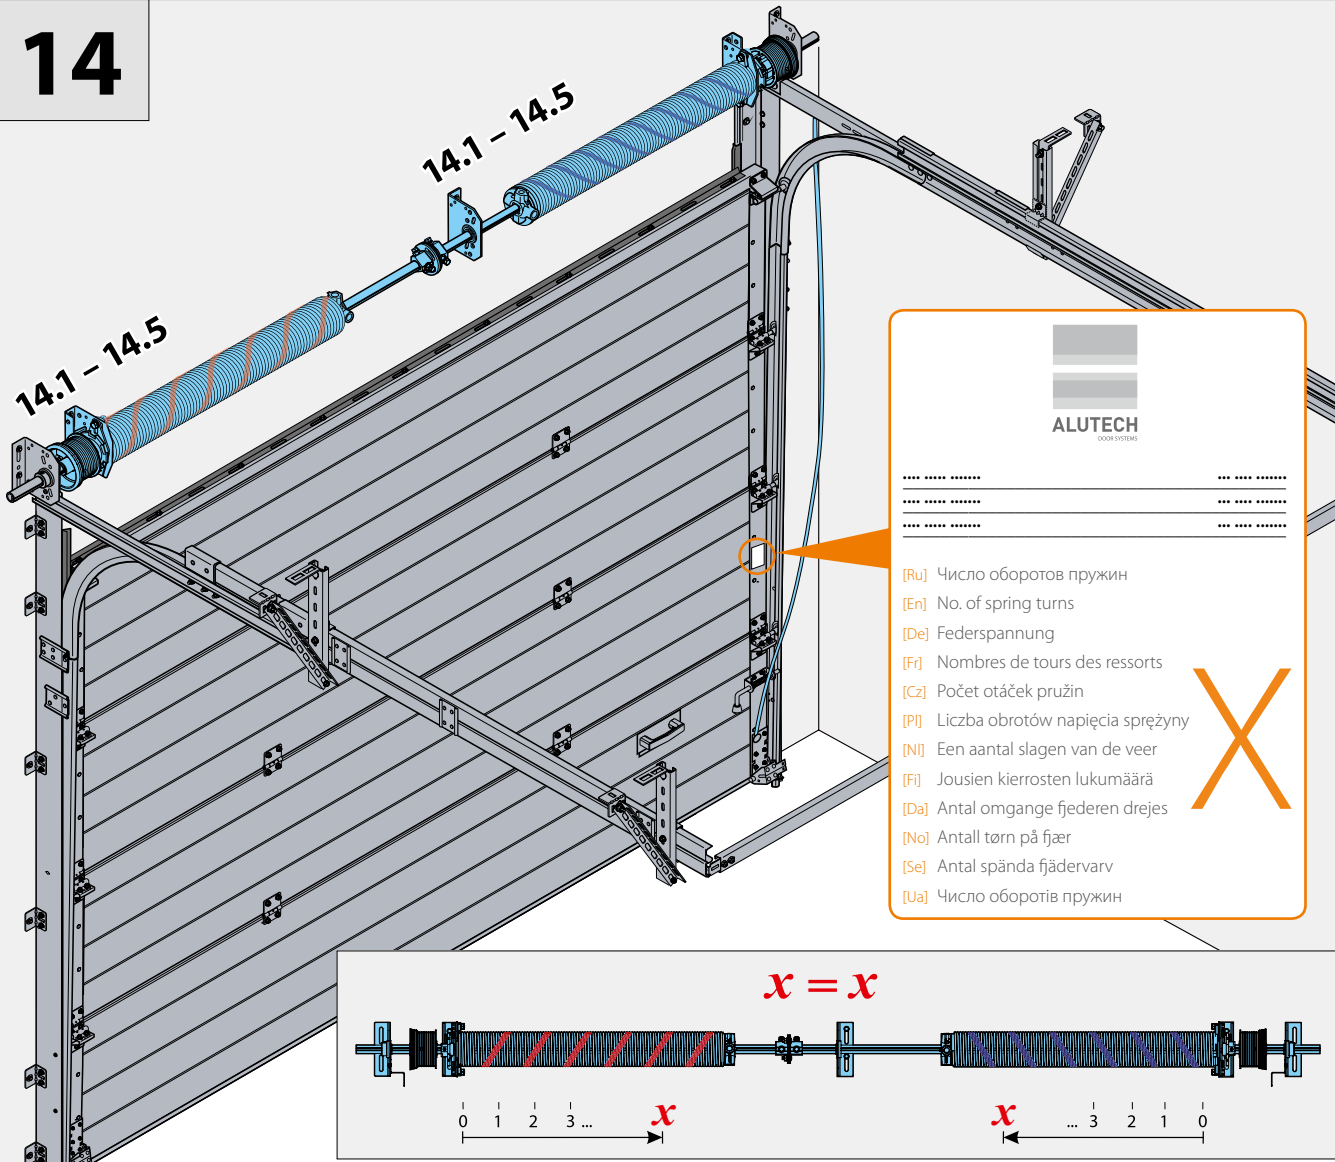 14
14.1 – 14.5
14.1 – 14.5
ALUTECH
DOOR SYSTEMS
[Ru] Число оборотов пружин
[En] No. of spring turns
[De] Federspannung
[Fr] Nombres de tours des ressorts
[Cz] Počet otáček pružin
[Pl] Liczba obrotów napięcia sprężyny
[Nl] Een aantal slagen van de veer
[Fi] Jousien kierrosten lukumäärä
[Da] Antal omgange fjederen drejes
[No] Antall tørn på fjær
[Se] Antal spända fjädervarv
[Ua] Число оборотів пружин
X
x = x
0 1 2 3 ... x
x ... 3 2 1 0